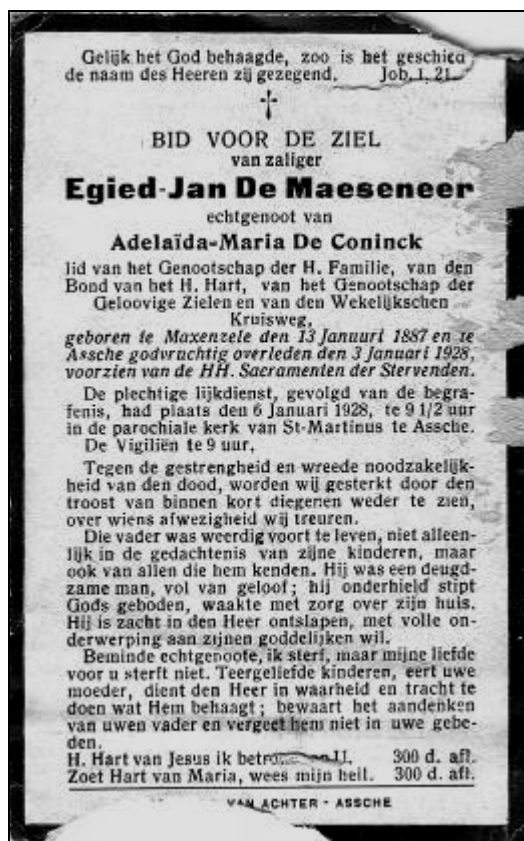 Gelijk het God behaagde, zoo is het geschied
de naam des Heeren zij gezegend. Job, 1, 21
BID VOOR DE ZIEL
van zaliger
Egied-Jan De Maeseneer
echtgenoot van
Adelaïda-Maria De Coninck
lid van het Genootschap der H. Familie, van den
Bond van het H. Hart, van het Genootschap der
Geloovige Zielen en van den Wekelijkschen
Kruisweg,
geboren te Maxenzele den 13 Januari 1887 en te
Assche godvruchtig overleden den 3 Januari 1928,
voorzien van de HH. Sacramenten der Stervenden.
De plechtige lijkdienst, gevolgd van de begra-
fenis, had plaats den 6 Januari 1928, te 9 1/2 uur
in de parochiale kerk van St-Martinus te Assche.
De Vigiliën te 9 uur.
Tegen de gestrengheid en wreede noodzakelijk-
heid van den dood, worden wij gesterkt door den
troost van binnen kort diegenen weder te zien,
over wiens afwezigheid wij treuren.
Die vader was weerdig voort te leven, niet alleen-
lijk in de gedachtenis van zijne kinderen, maar
ook van allen die hem kenden. Hij was een deugd-
zame man, vol van geloof; hij onderhield stipt
Gods geboden, waakte met zorg over zijn huis.
Hij is zacht in den Heer ontslapen, met volle on-
derwerping aan zijnen goddelijken wil.
Beminde echtgenoote, ik sterf, maar mijne liefde
voor u sterft niet. Teergeliefde kinderen, eert uwe
moeder, dient den Heer in waarheid en tracht te
doen wat Hem behaagt; bewaart het aandenken
van uwen vader en vergeet hem niet in uwe gebe-
den.
H. Hart van Jesus ik U. 300 d. afl.
Zoet Hart van Maria, wees mijn heil. 300 d. afl.
VAN ACHTER - ASSCHE